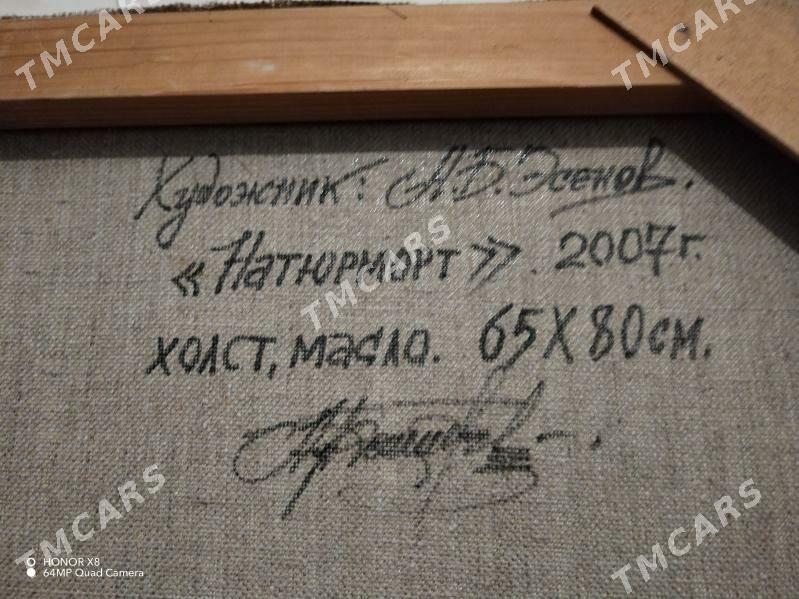 TMCARS TMCARS
Художник: А.Б.Эсенов.
«Натюрморт». 2007г.
TMCARS
холст, масло. 65X80см.
TMCARS TMCARS
HONOR X8
64MP Quad Camera